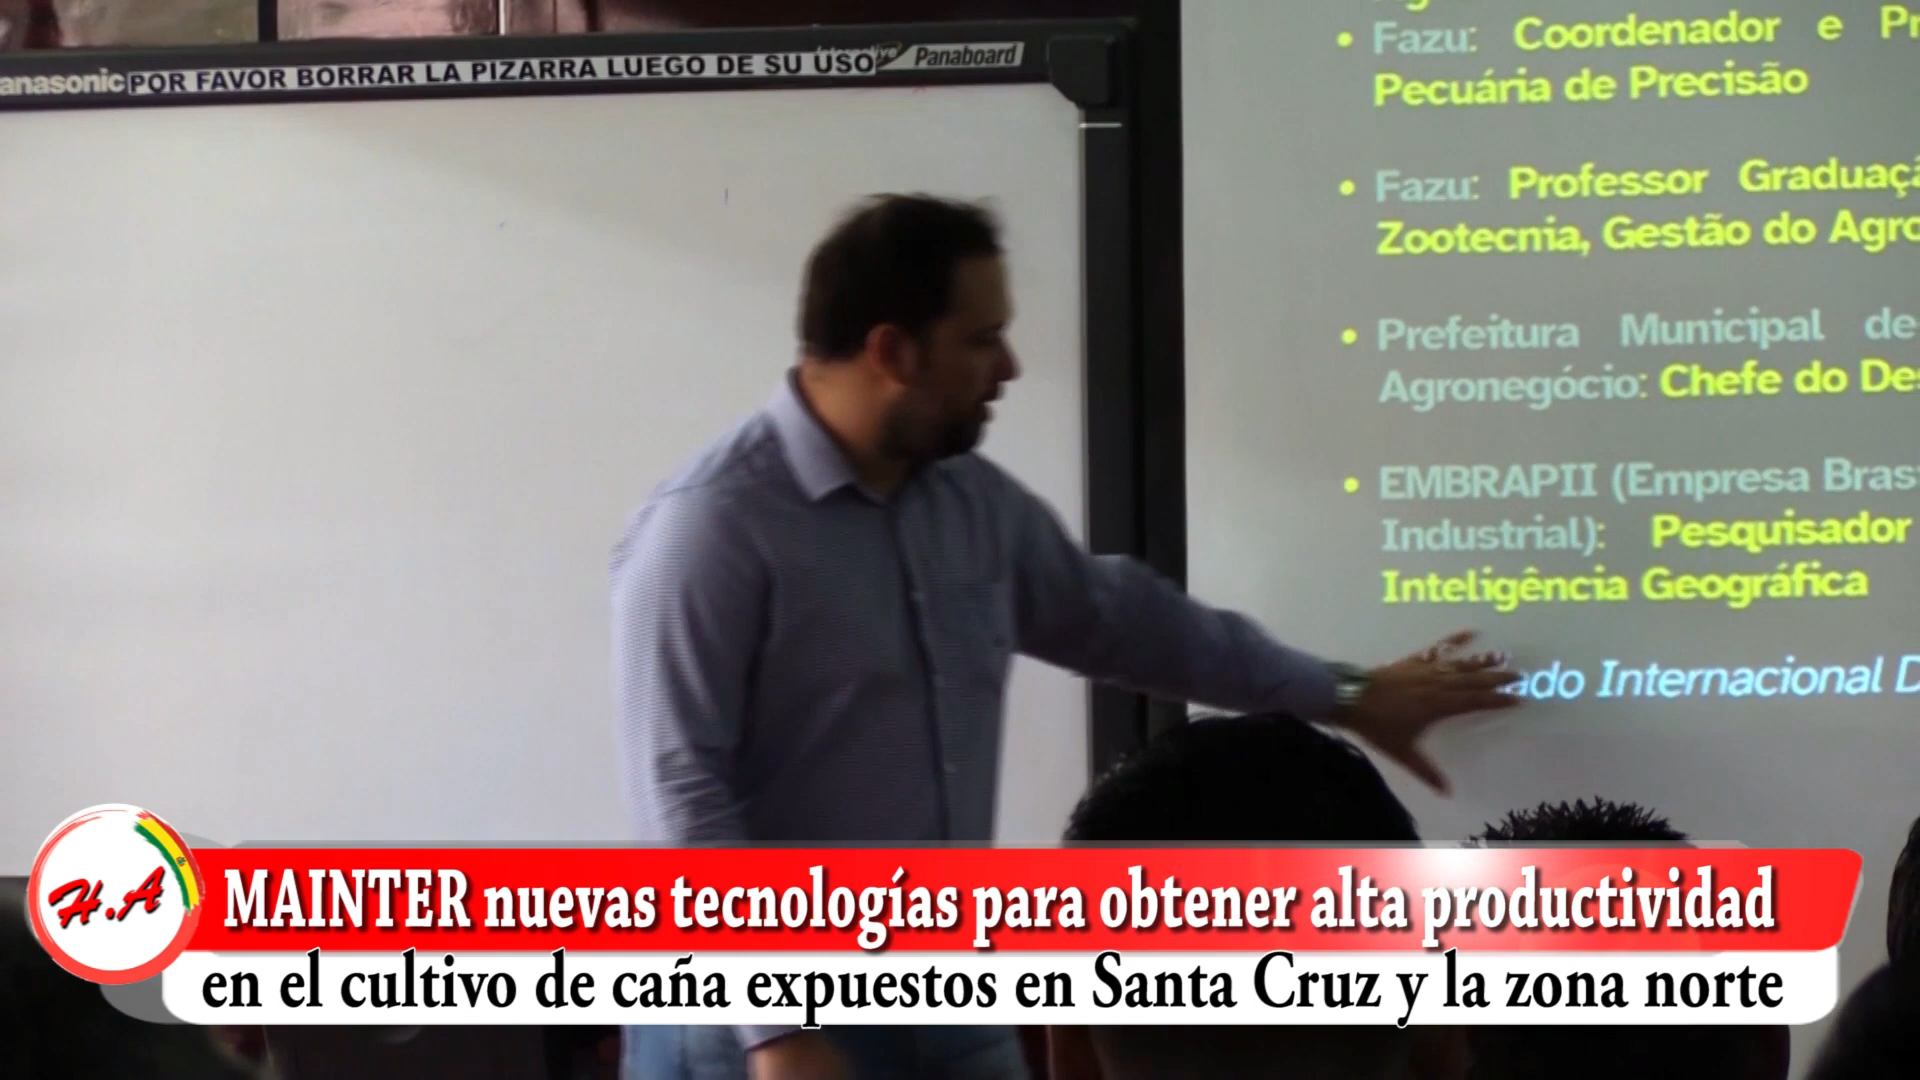 Panaboard
POR FAVOR BORRAR LA PIZARRA LUEGO DE SU USO
Fazu: Coordenador e
Pecuária de Precisão
Fazu: Professor
Zootecnia, Gestão do
Prefeitura Municipal de
Agronegócio: Chefe do
EMBRAPII (Empresa
Industrial): Pesquisador
Inteligência Geográfica
Internacional
H.A
MAINTER nuevas tecnologías para obtener alta productividad
en el cultivo de caña expuestos en Santa Cruz y la zona norte